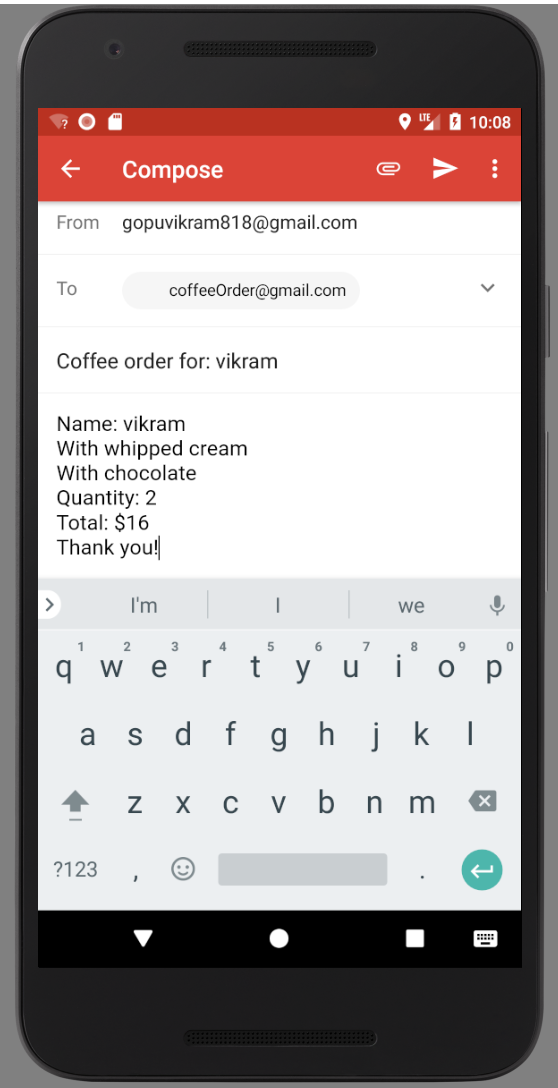 LTE 10:08
Compose
From gopuvikram818@gmail.com
To coffeeOrder@gmail.com
Coffee order for: vikram
Name: vikram
With whipped cream
With chocolate
Quantity: 2
Total: $16
Thank you!
I'm I we
1 2 3 4 5 6 7 8 9 0
q w e r t y u i o p
a s d f g h j k l
z x c v b n m
?123 , .